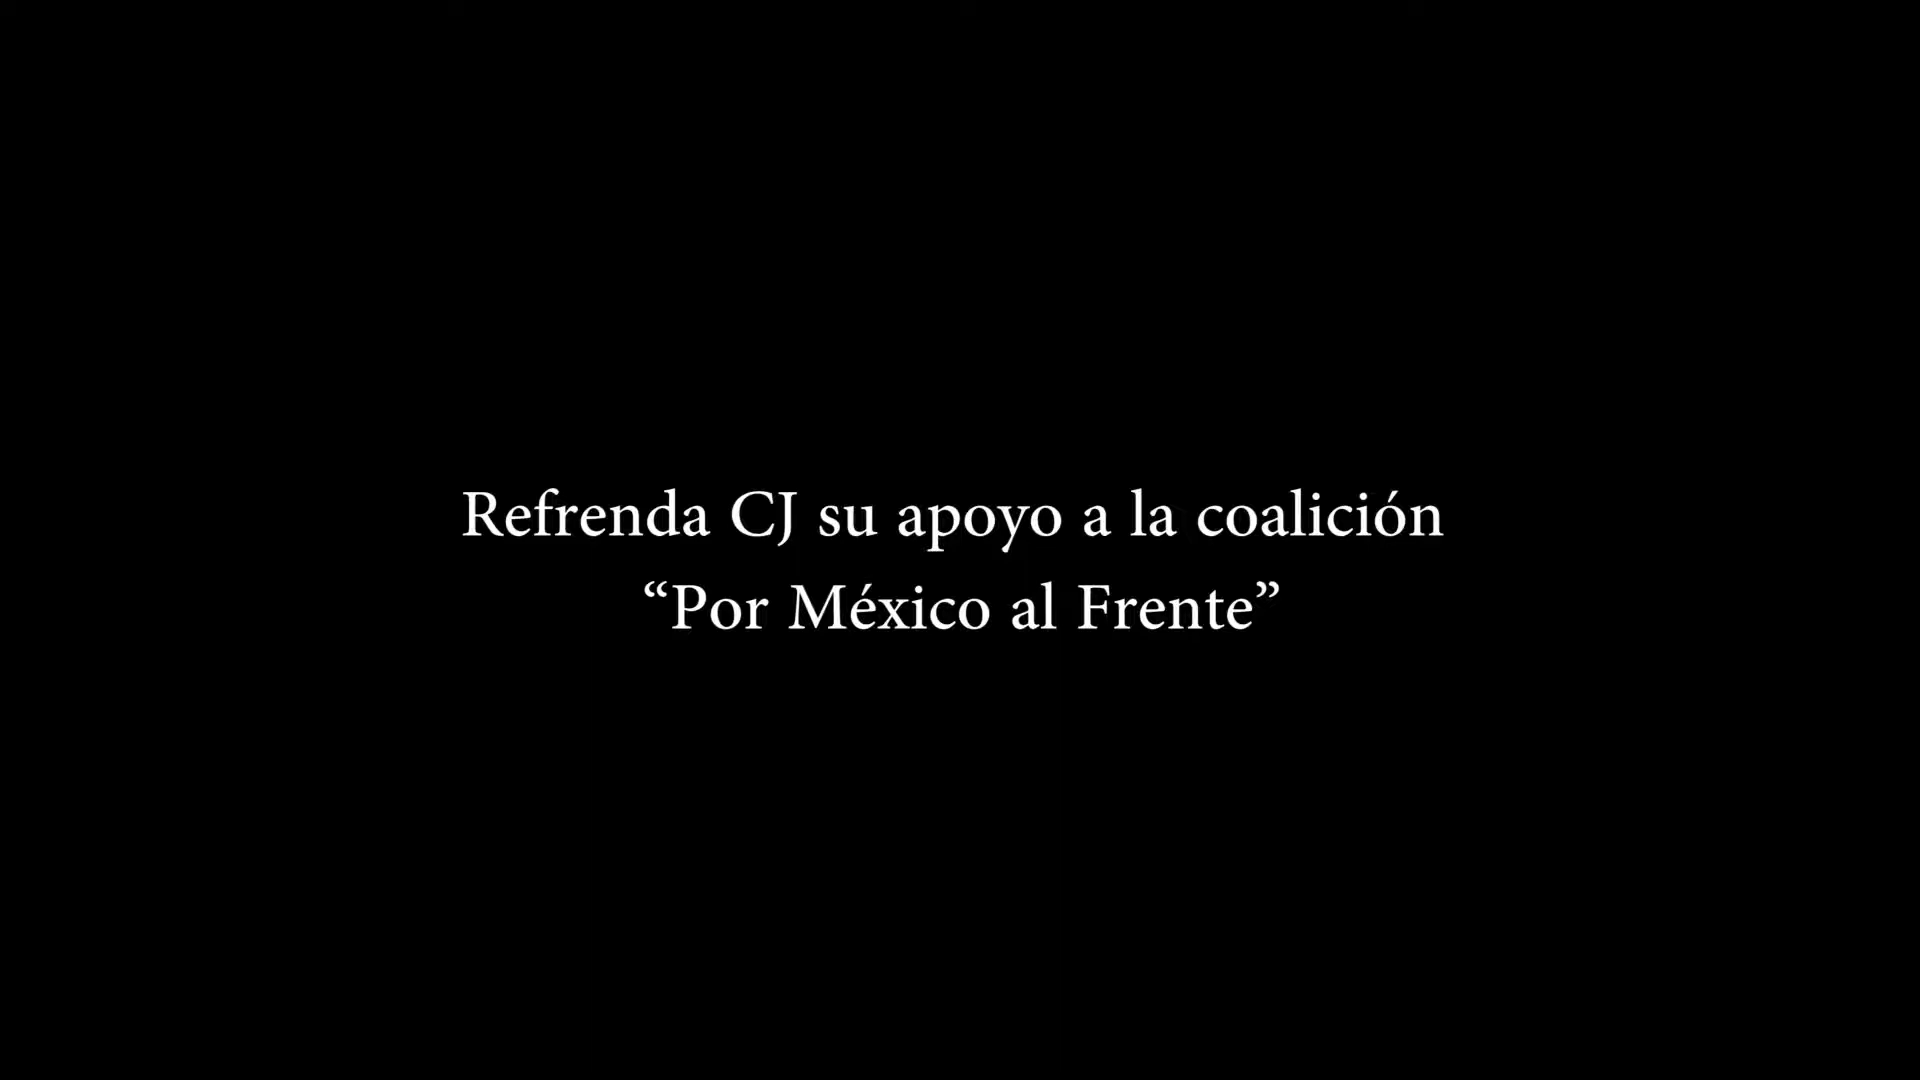 Refrenda CJ su apoyo a la coalición
“Por México al Frente”